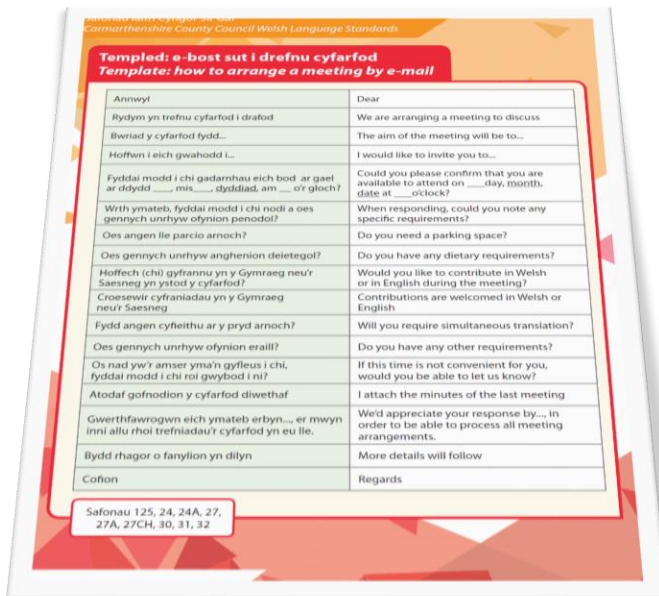 Safonau Iaith Cyngor Sir Gâr
Carmarthenshire County Council Welsh Language Standards
Templed: e-bost sut i drefnu cyfarfod
Template: how to arrange a meeting by e-mail
Annwyl
Dear
Rydym yn trefnu cyfarfod i drafod
We are arranging a meeting to discuss
Bwriad y cyfarfod fydd...
The aim of the meeting will be to...
Hoffwn i eich gwahodd i...
I would like to invite you to...
Fyddai modd i chi gadarnhau eich bod ar gael
ar ddydd ___, mis___, dyddiad, am __ o'r gloch?
Could you please confirm that you are
available to attend on ___day, month,
date at ___o'clock?
Wrth ymateb, fyddai modd i chi nodi a oes
gennych unrhyw ofynion penodol?
When responding, could you note any
specific requirements?
Oes angen lle parcio arnoch?
Do you need a parking space?
Oes gennych unrhyw anghenion deietegol?
Do you have any dietary requirements?
Hoffech (chi) gyfrannu yn y Gymraeg neu'r
Saesneg yn ystod y cyfarfod?
Would you like to contribute in Welsh
or in English during the meeting?
Croesewir cyfraniadau yn y Gymraeg
neu'r Saesneg
Contributions are welcomed in Welsh or
English
Fydd angen cyfieithu ar y pryd arnoch?
Will you require simultaneous translation?
Oes gennych unrhyw ofynion eraill?
Do you have any other requirements?
Os nad yw'r amser yma'n gyfleus i chi,
fyddai modd i chi roi gwybod i ni?
If this time is not convenient for you,
would you be able to let us know?
Atodaf gofnodion y cyfarfod diwethaf
I attach the minutes of the last meeting
Gwerthfawrogwn eich ymateb erbyn..., er mwyn
inni allu rhoi trefniadau'r cyfarfod yn eu lle.
We'd appreciate your response by..., in
order to be able to process all meeting
arrangements.
Bydd rhagor o fanylion yn dilyn
More details will follow
Cofion
Regards
Safonau 125, 24, 24A, 27,
27A, 27CH, 30, 31, 32